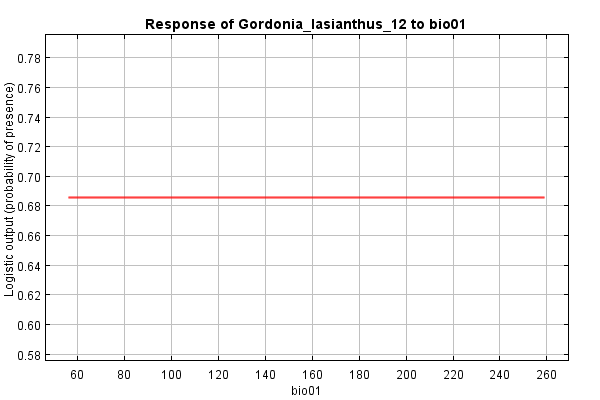 Response of Gordonia_lasianthus_12 to bio01
Logistic output (probability of presence)
0.78
0.76
0.74
0.72
0.70
0.68
0.66
0.64
0.62
0.60
0.58
60 80 100 120 140 160 180 200 220 240 260
bio01